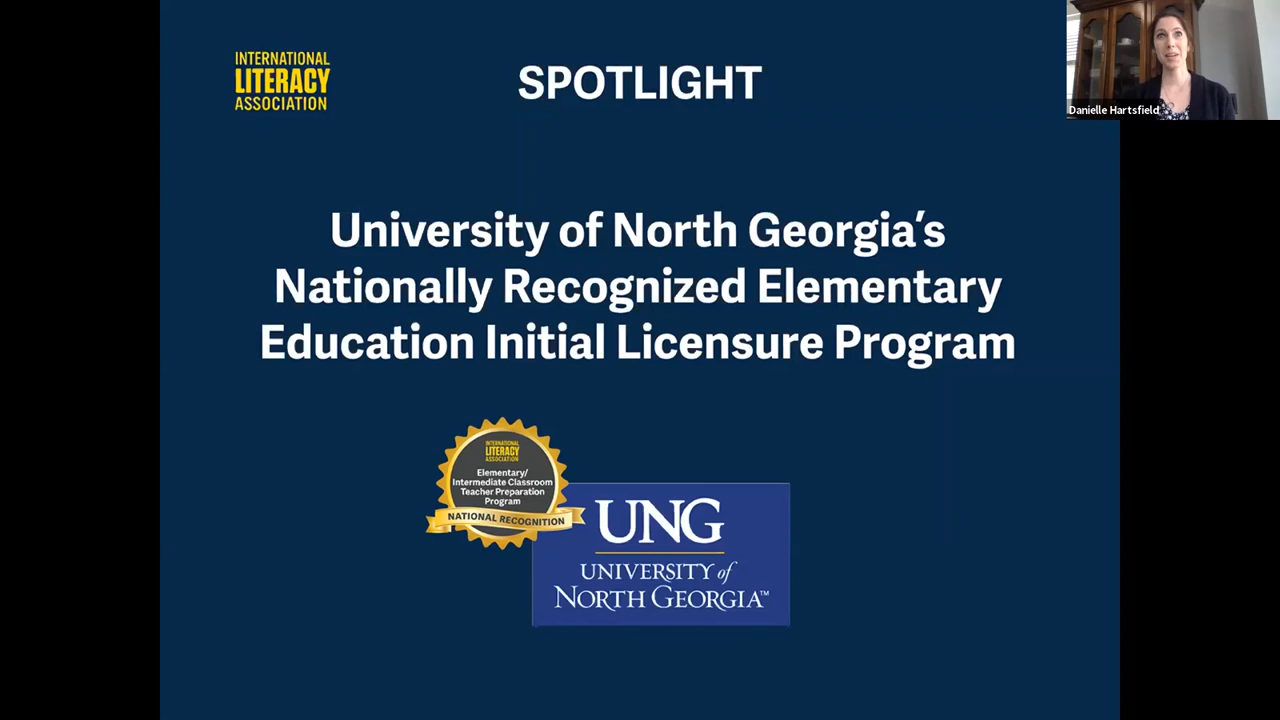 INTERNATIONAL
LITERACY
ASSOCIATION
SPOTLIGHT
Danielle Hartsfield
University of North Georgia’s
Nationally Recognized Elementary
Education Initial Licensure Program
INTERNATIONAL
LITERACY
ASSOCIATION
Elementary/
Intermediate Classroom
Teacher Preparation
Program
NATIONAL RECOGNITION
UNG
UNIVERSITY of
NORTH GEORGIA™